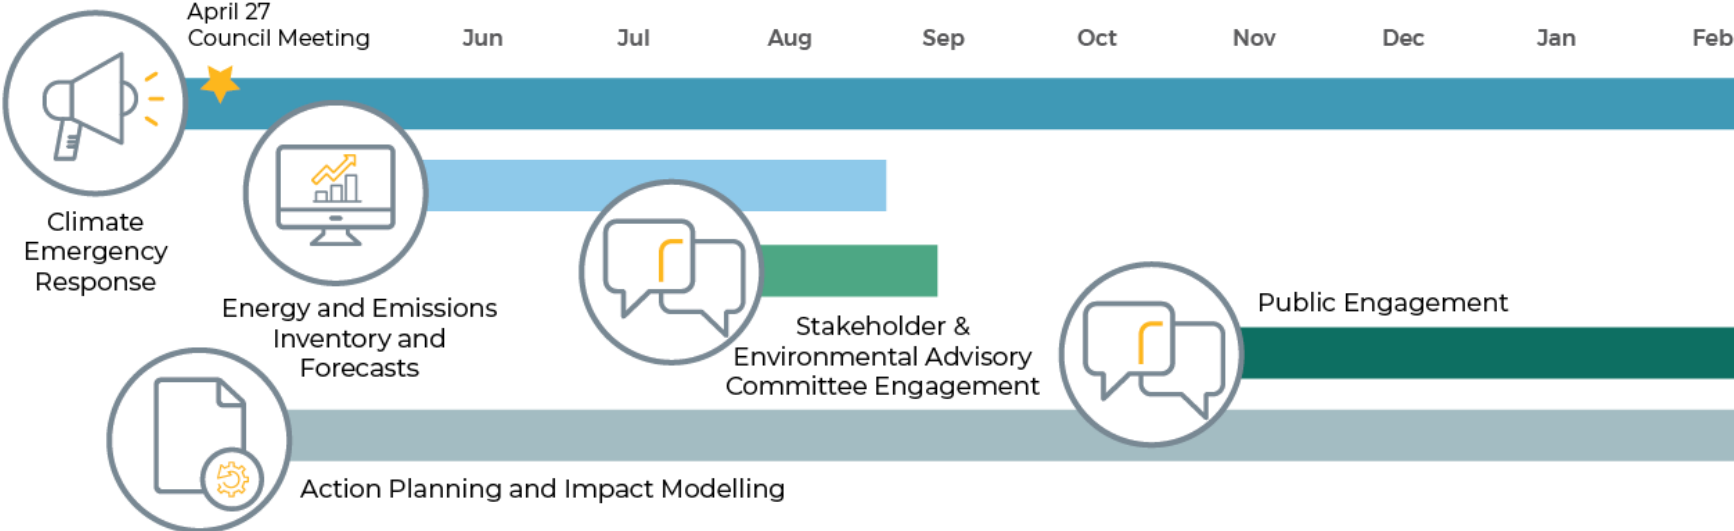 April 27
Council Meeting
Jun Jul Aug Sep Oct Nov Dec Jan Feb
Climate
Emergency
Response
Energy and Emissions
Inventory and
Forecasts
Stakeholder &
Environmental Advisory
Committee Engagement
Public Engagement
Action Planning and Impact Modelling